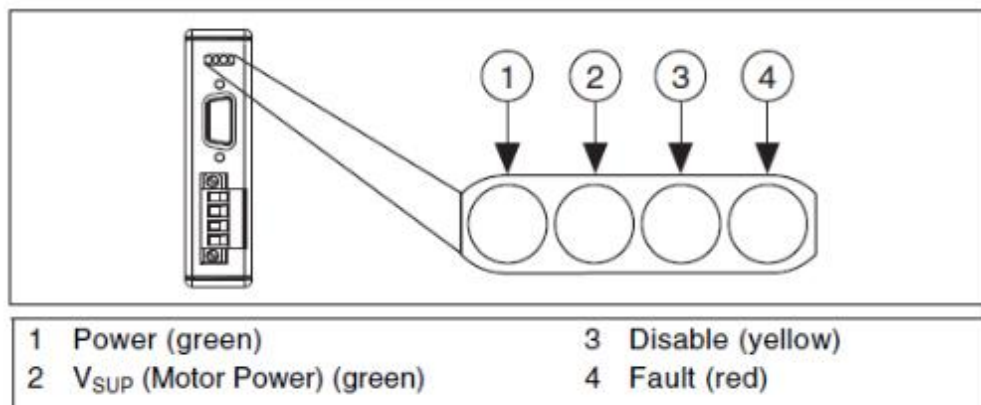 1 2 3 4
1 Power (green) 3 Disable (yellow)
2 VSUP (Motor Power) (green) 4 Fault (red)